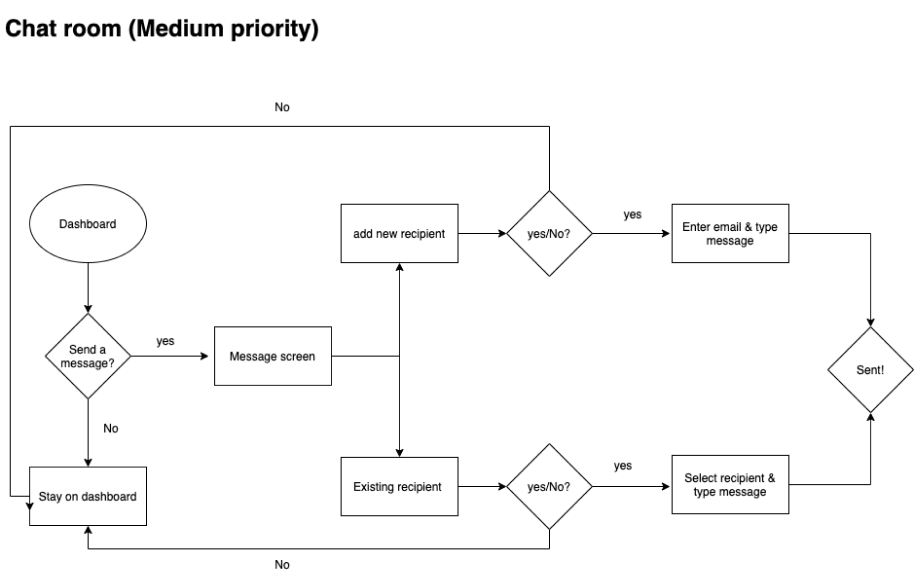 Chat room (Medium priority)
No
Dashboard
add new recipient
yes/No?
yes
Enter email & type
message
Send a
message?
yes
Message screen
Sent!
No
Stay on dashboard
Existing recipient
yes/No?
yes
Select recipient &
type message
No